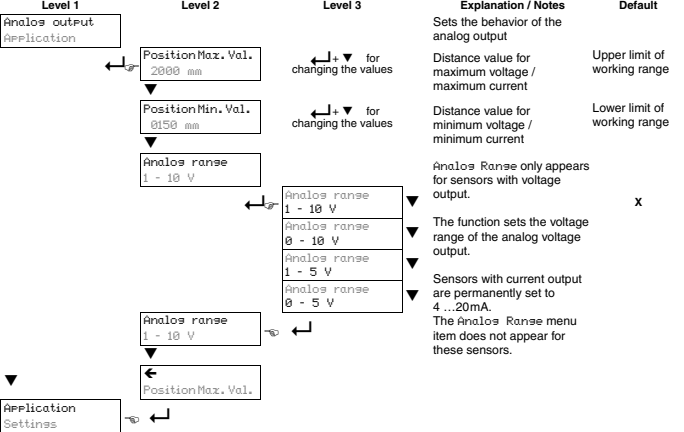 Level 1 Level 2 Level 3 Explanation / Notes Default
Analog output
Application
Sets the behavior of the
analog output
Position Max. Val.
2000 mm
+ ▼ for
changing the values
Distance value for
maximum voltage /
maximum current
Upper limit of
working range
Position Min. Val.
0150 mm
+ ▼ for
changing the values
Distance value for
minimum voltage /
minimum current
Lower limit of
working range
Analog range
1 - 10 V
Analog Range only appears
for sensors with voltage
output.
Analog range
1 - 10 V
X
Analog range
0 - 10 V
The function sets the voltage
range of the analog voltage
output.
Analog range
1 - 5 V
Analog range
0 - 5 V
Sensors with current output
are permanently set to
4 …20mA.
The Analog Range menu
item does not appear for
these sensors.
Analog range
1 - 10 V
Position Max. Val.
Application
Settings